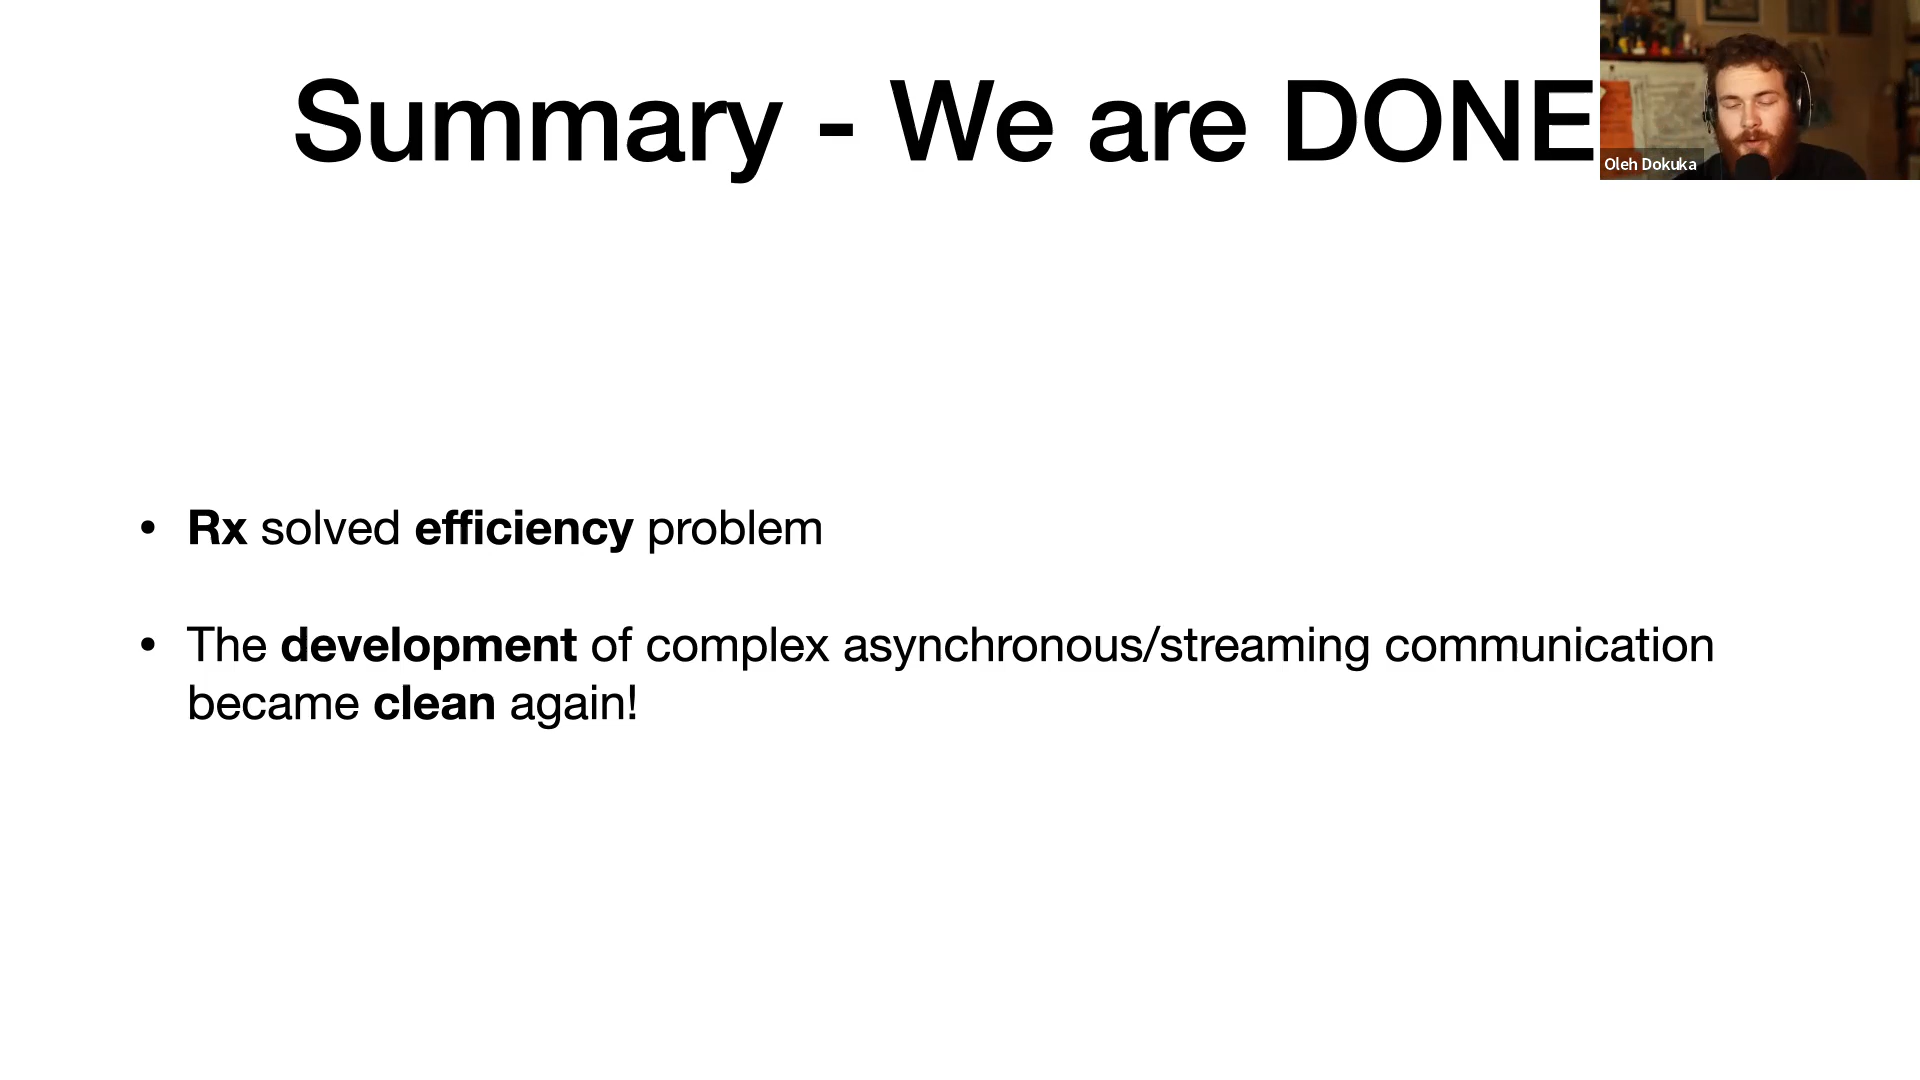 Summary - We are DONE
Oleh Dokuka
• Rx solved efficiency problem
• The development of complex asynchronous/streaming communication
became clean again!